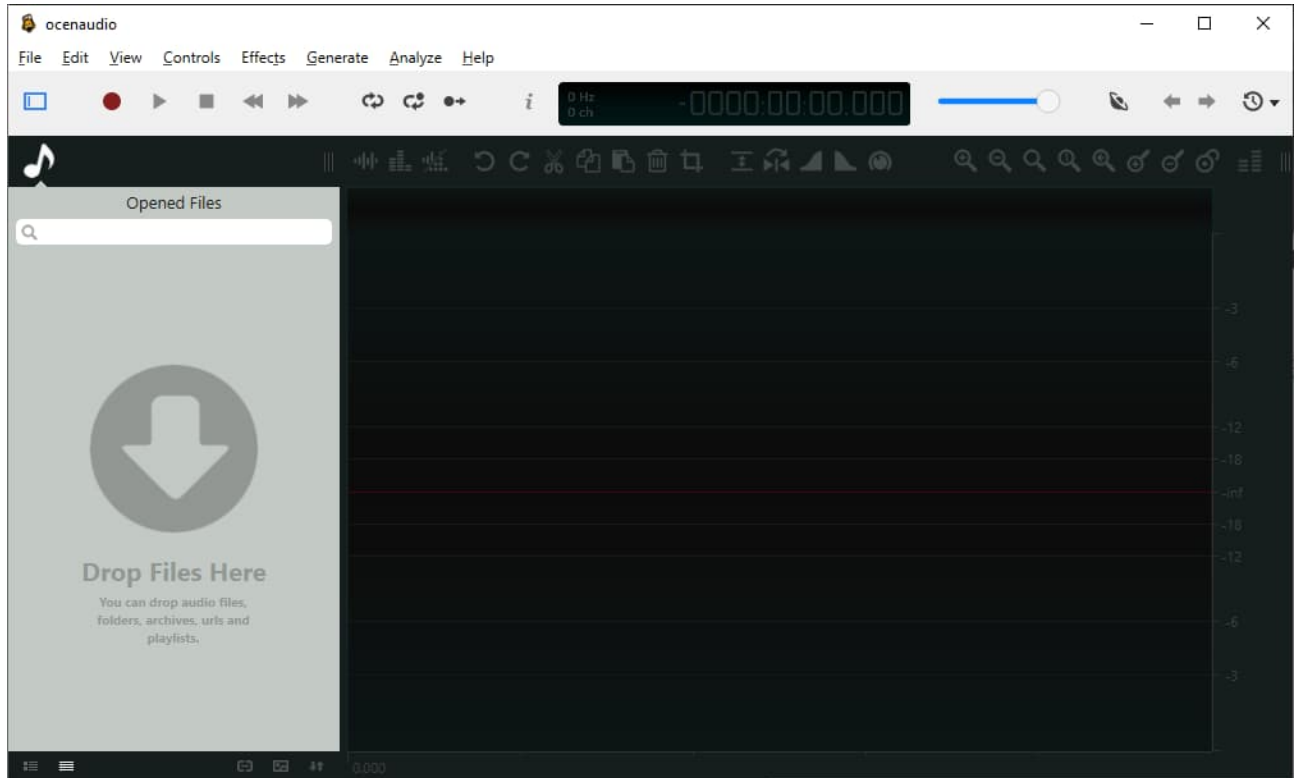 ocenaudio
File Edit View Controls Effects Generate Analyze Help
0 Hz
0 ch
-0000:00:00.000
Opened Files
-3
-6
-12
-18
-inf
-18
-12
-6
-3
Drop Files Here
You can drop audio files,
folders, archives, urls and
playlists.
0.000